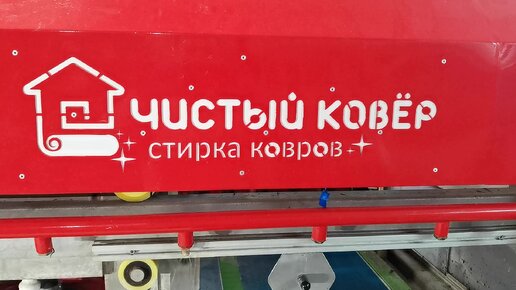 ЧИСТЫЙ КОВЁР
стирка ковров